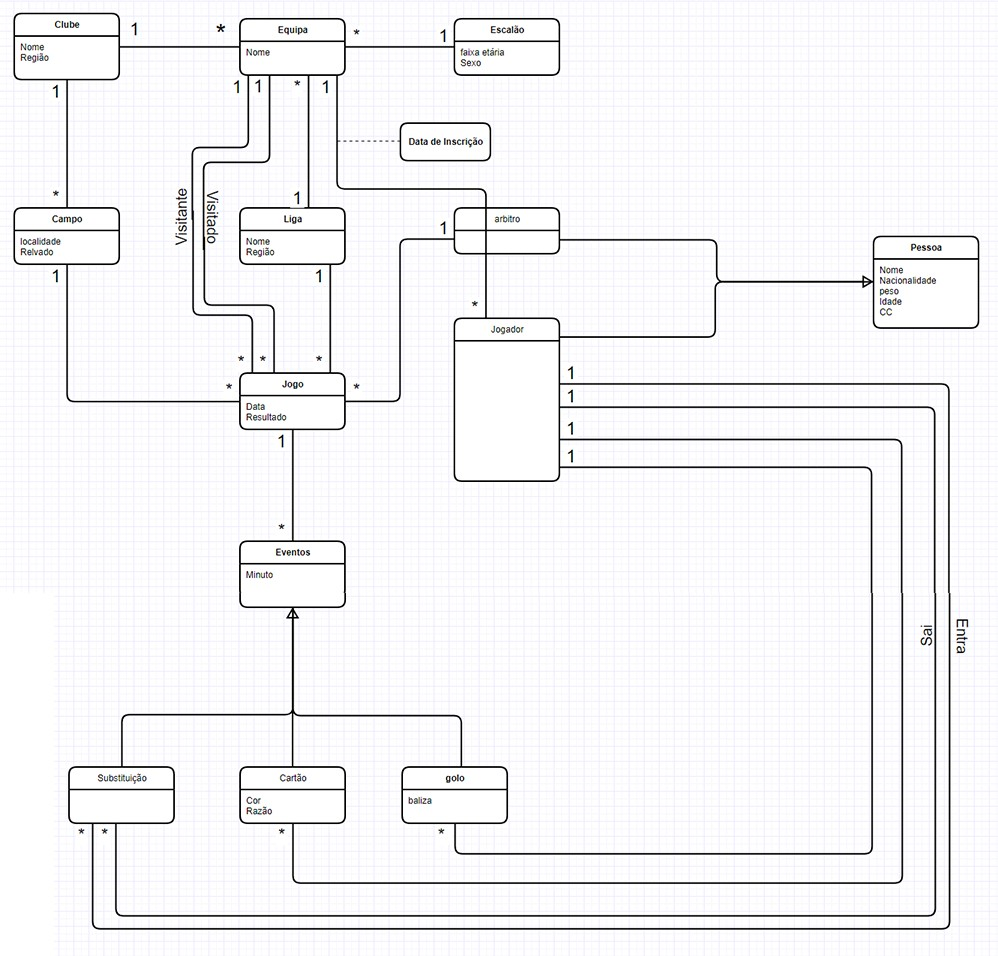 Clube
Nome
Região
1
*
Equipa
Nome
*
1
Escalão
faixa etária
Sexo
1
1
1
*
1
Data de Inscrição
*
Visitante
Visitado
1
Campo
localidade
Relvado
1
Liga
Nome
Região
1
1
arbitro
Pessoa
Nome
Nacionalidade
peso
Idade
CC
*
Jogador
*
*
*
*
*
Jogo
Data
Resultado
1
1
1
1
1
*
Eventos
Minuto
Sai
Entra
Substituição
Cartão
Cor
Razão
golo
baliza
*
*
*
*